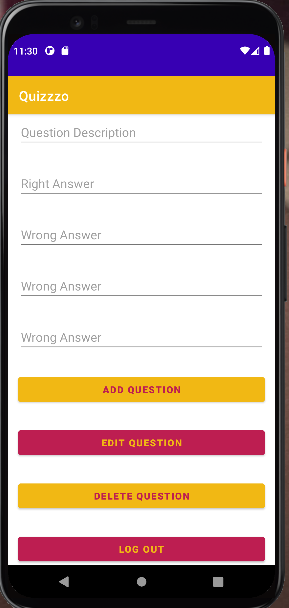 11:30
Quizzzo
Question Description
Right Answer
Wrong Answer
Wrong Answer
Wrong Answer
ADD QUESTION
EDIT QUESTION
DELETE QUESTION
LOG OUT